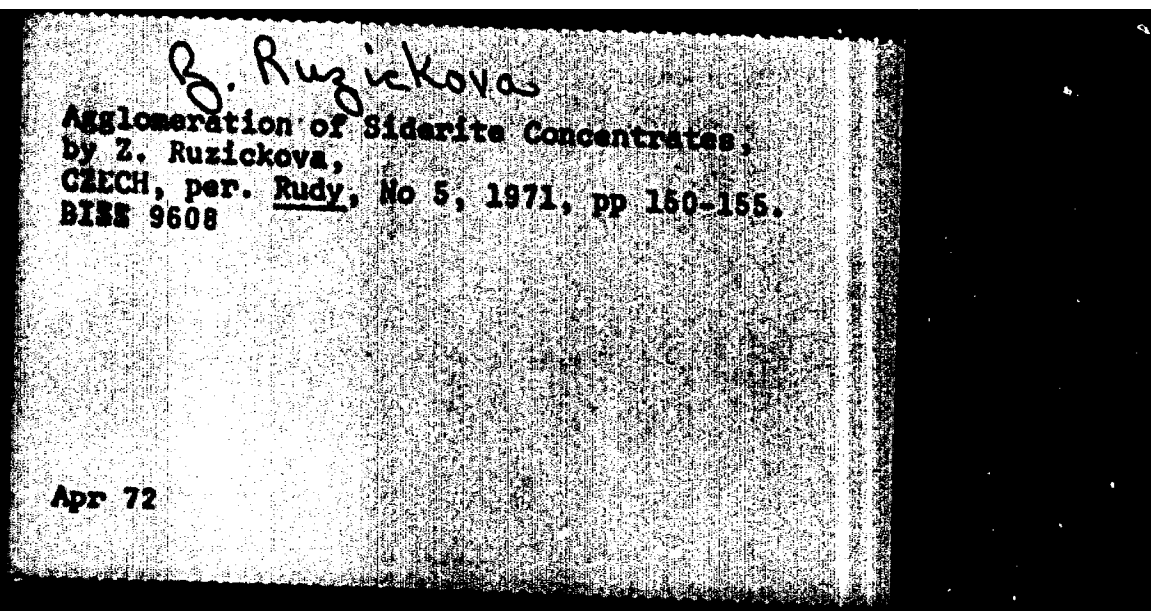 Z. Ruzickova
Agglomeration of Siderite Concentrates,
by Z. Ruzickova,
CZECH, per. Rudy, No 5, 1971, pp 150-155.
9608
Apr 72